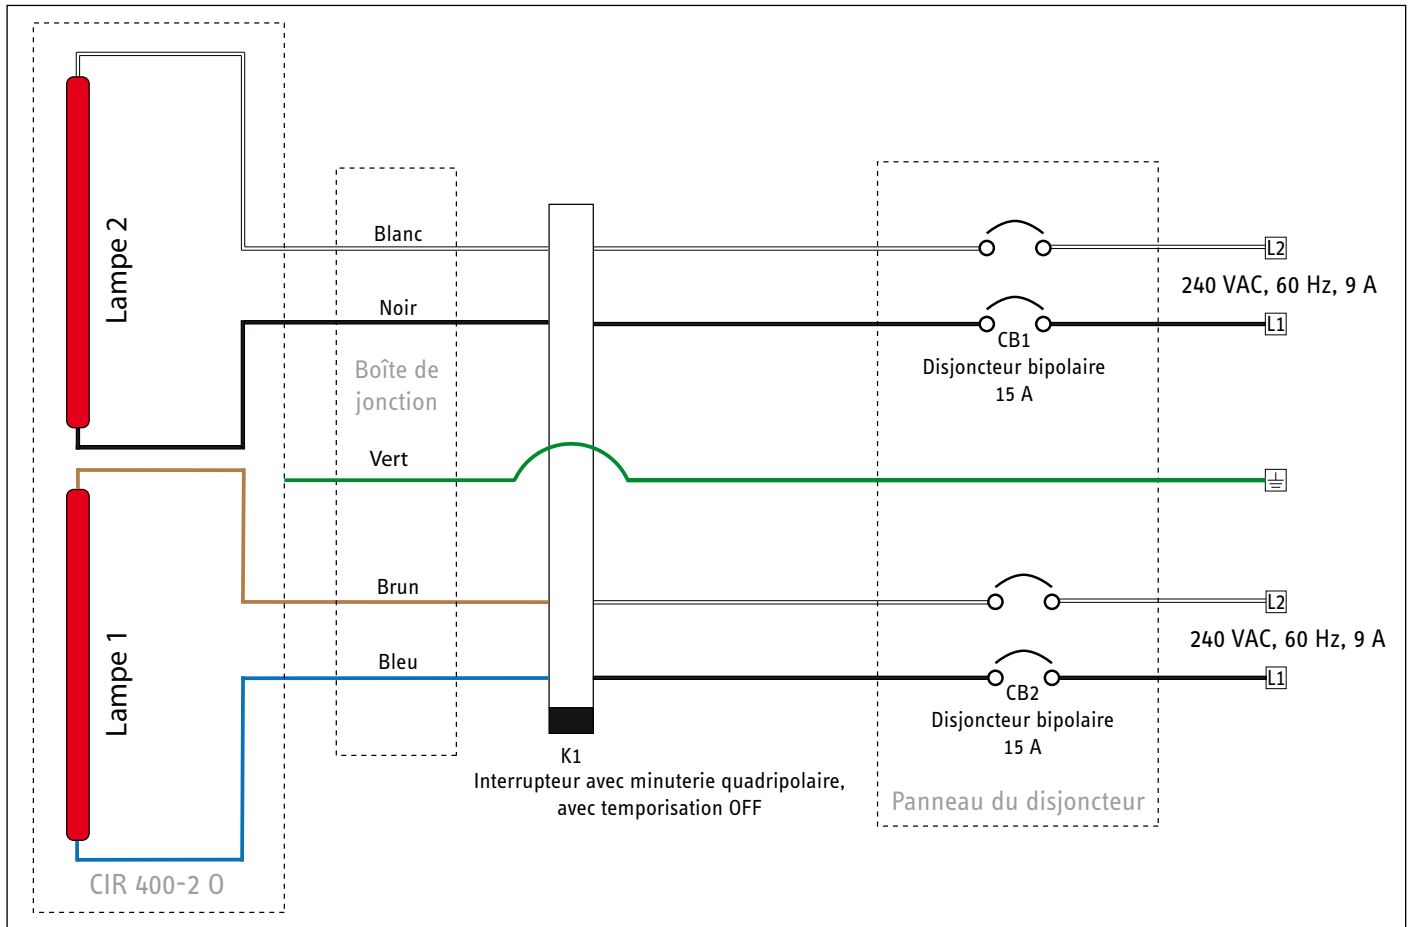 Lampe 2
Blanc
L2
240 VAC, 60 Hz, 9 A
Noir
L1
CB1
Disjoncteur bipolaire
15 A
Boîte de
jonction
Vert
Lampe 1
Brun
L2
240 VAC, 60 Hz, 9 A
Bleu
L1
CB2
Disjoncteur bipolaire
15 A
K1
Interrupteur avec minuterie quadripolaire,
avec temporisation OFF
Panneau du disjoncteur
CIR 400-2 O